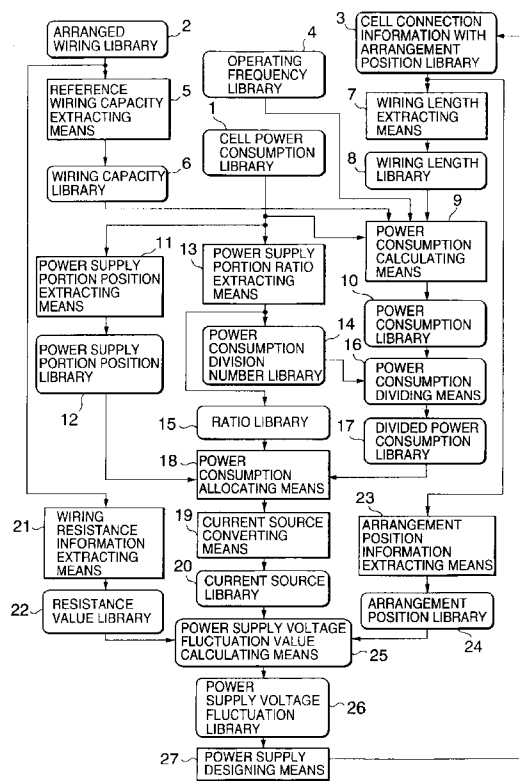 ARRANGED
WIRING LIBRARY
2
4
OPERATING
FREQUENCY
LIBRARY
3
CELL CONNECTION
INFORMATION WITH
ARRANGEMENT
POSITION LIBRARY
REFERENCE
WIRING CAPACITY
EXTRACTING
MEANS
5
1
CELL POWER
CONSUMPTION LIBRARY
7
WIRING LENGTH
EXTRACTING
MEANS
6
WIRING CAPACITY
LIBRARY
8
WIRING LENGTH
LIBRARY
9
POWER
CONSUMPTION
CALCULATING
MEANS
11
POWER SUPPLY
PORTION POSITION
EXTRACTING
MEANS
13
POWER SUPPLY
PORTION RATIO
EXTRACTING
MEANS
10
POWER
CONSUMPTION
LIBRARY
POWER SUPPLY
PORTION POSITION
LIBRARY
12
14
POWER
CONSUMPTION
DIVISION
NUMBER LIBRARY
16
POWER
CONSUMPTION
DIVIDING MEANS
15
RATIO LIBRARY
17
DIVIDED POWER
CONSUMPTION
LIBRARY
18
POWER
CONSUMPTION
ALLOCATING MEANS
21
WIRING
RESISTANCE
INFORMATION
EXTRACTING
MEANS
19
CURRENT SOURCE
CONVERTING
MEANS
23
ARRANGEMENT
POSITION
INFORMATION
EXTRACTING MEANS
20
CURRENT SOURCE
LIBRARY
22
RESISTANCE
VALUE LIBRARY
ARRANGEMENT
POSITION LIBRARY
24
POWER SUPPLY VOLTAGE
FLUCTUATION VALUE
CALCULATING MEANS
25
POWER
SUPPLY VOLTAGE
FLUCTUATION
LIBRARY
26
27
POWER SUPPLY
DESIGNING MEANS